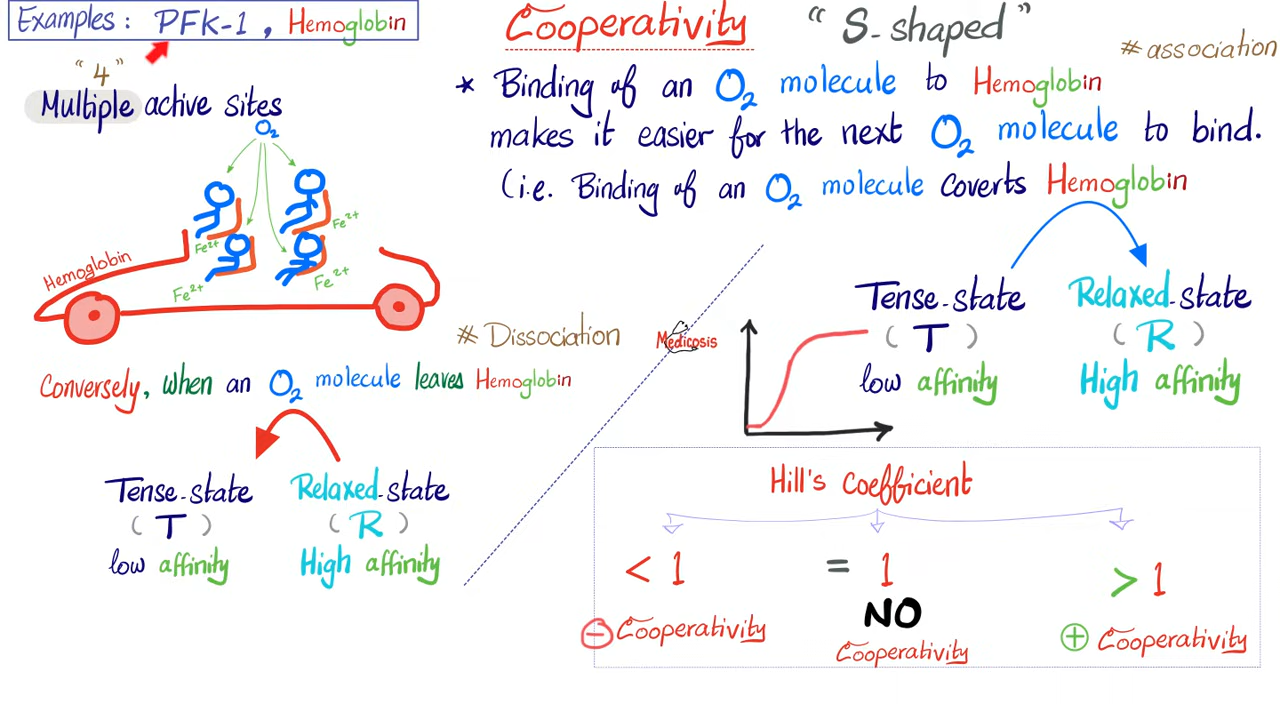 Examples: PFK-1, Hemoglobin
"4"
Multiple active sites
O₂
Fe²⁺
Fe²⁺
Fe²⁺
Fe²⁺
Hemoglobin
# Dissociation
Conversely, when an O₂ molecule leaves Hemoglobin
Tense-state Relaxed-state
(T) (R)
low affinity High affinity
Cooperativity "S-shaped"
# association
* Binding of an O₂ molecule to Hemoglobin
makes it easier for the next O₂ molecule to bind.
(i.e. Binding of an O₂ molecule coverts Hemoglobin
Tense-state Relaxed-state
(T) (R)
low affinity High affinity
Medicosis
Hill's Coefficient
< 1 = 1 > 1
⊖ Cooperativity NO Cooperativity ⊕ Cooperativity